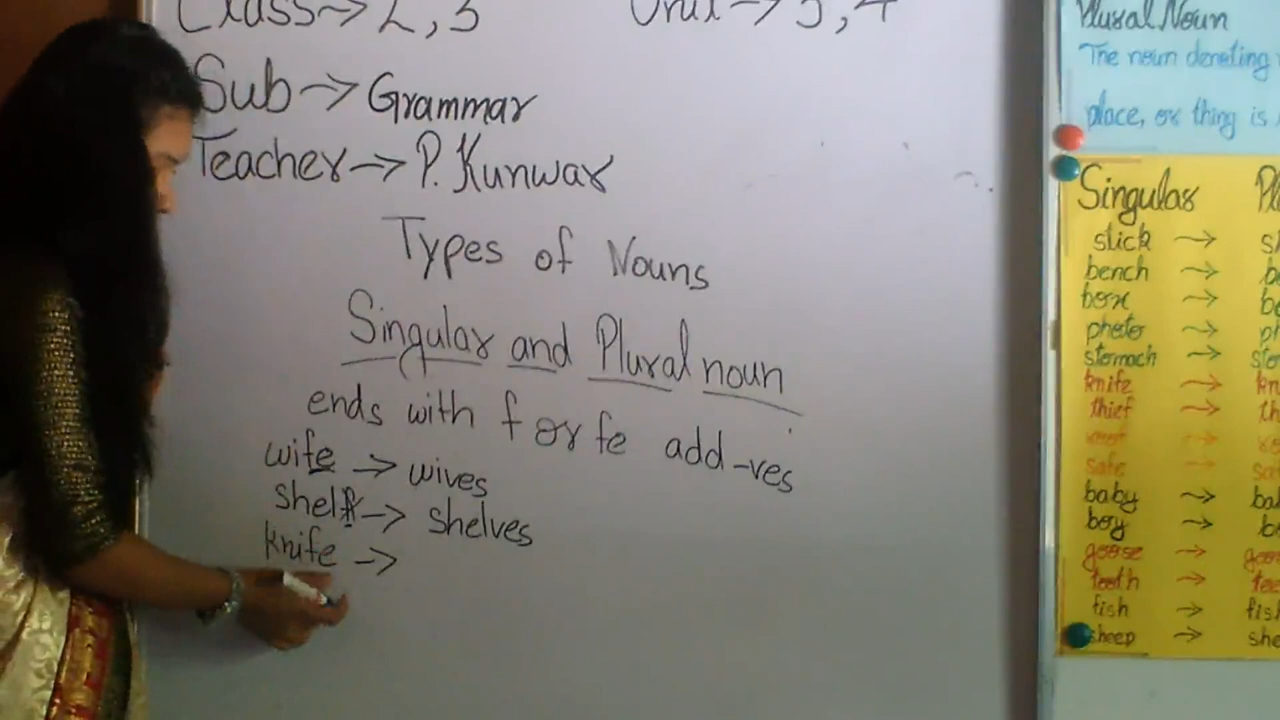 Class → 2,3 Unit → 3,4
Sub → Grammar
Teacher → P. Kunwar
Types of Nouns
Singular and Plural noun
ends with f or fe add -ves
wife → wives
shelf → shelves
knife →
Plural Noun
The noun denoting
place, or thing is
Singular
stick →
bench →
box →
photo →
stomach →
knife →
thief →
safe
baby →
boy →
goose →
teeth →
fish →
sheep →